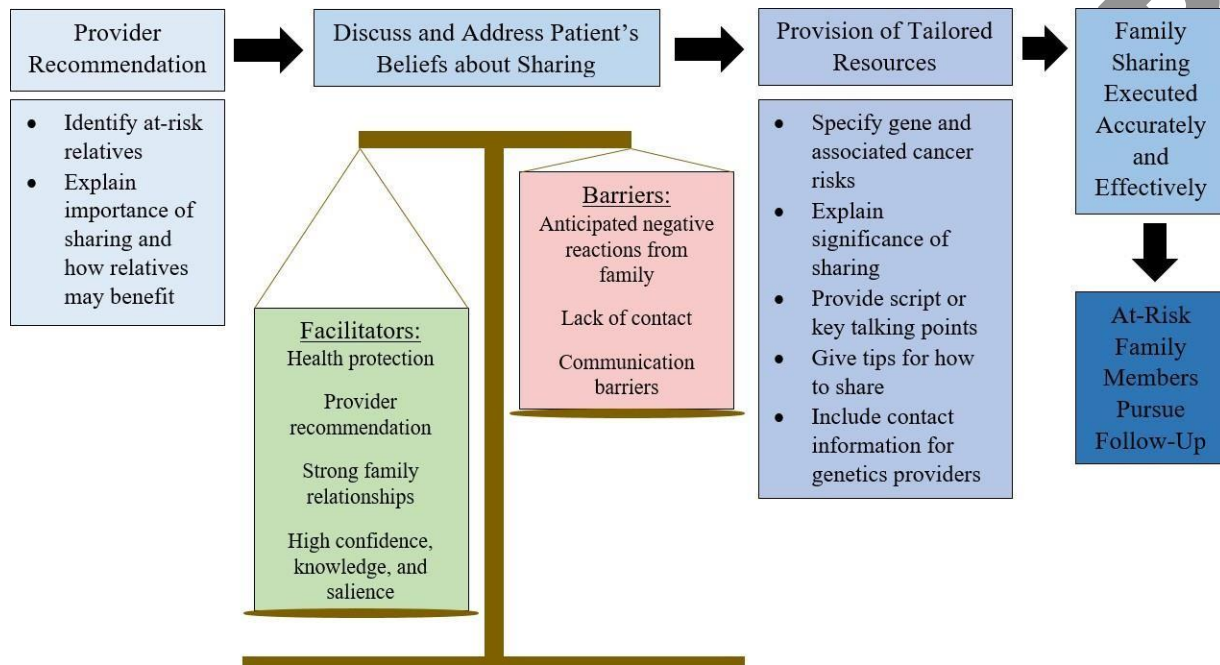 Provider
Recommendation
• Identify at-risk
relatives
• Explain
importance of
sharing and
how relatives
may benefit
Discuss and Address Patient’s
Beliefs about Sharing
Facilitators:
Health protection
Provider
recommendation
Strong family
relationships
High confidence,
knowledge, and
salience
Barriers:
Anticipated negative
reactions from
family
Lack of contact
Communication
barriers
Provision of Tailored
Resources
• Specify gene and
associated cancer
risks
• Explain
significance of
sharing
• Provide script or
key talking points
• Give tips for how
to share
• Include contact
information for
genetics providers
Family
Sharing
Executed
Accurately
and
Effectively
At-Risk
Family
Members
Pursue
Follow-Up